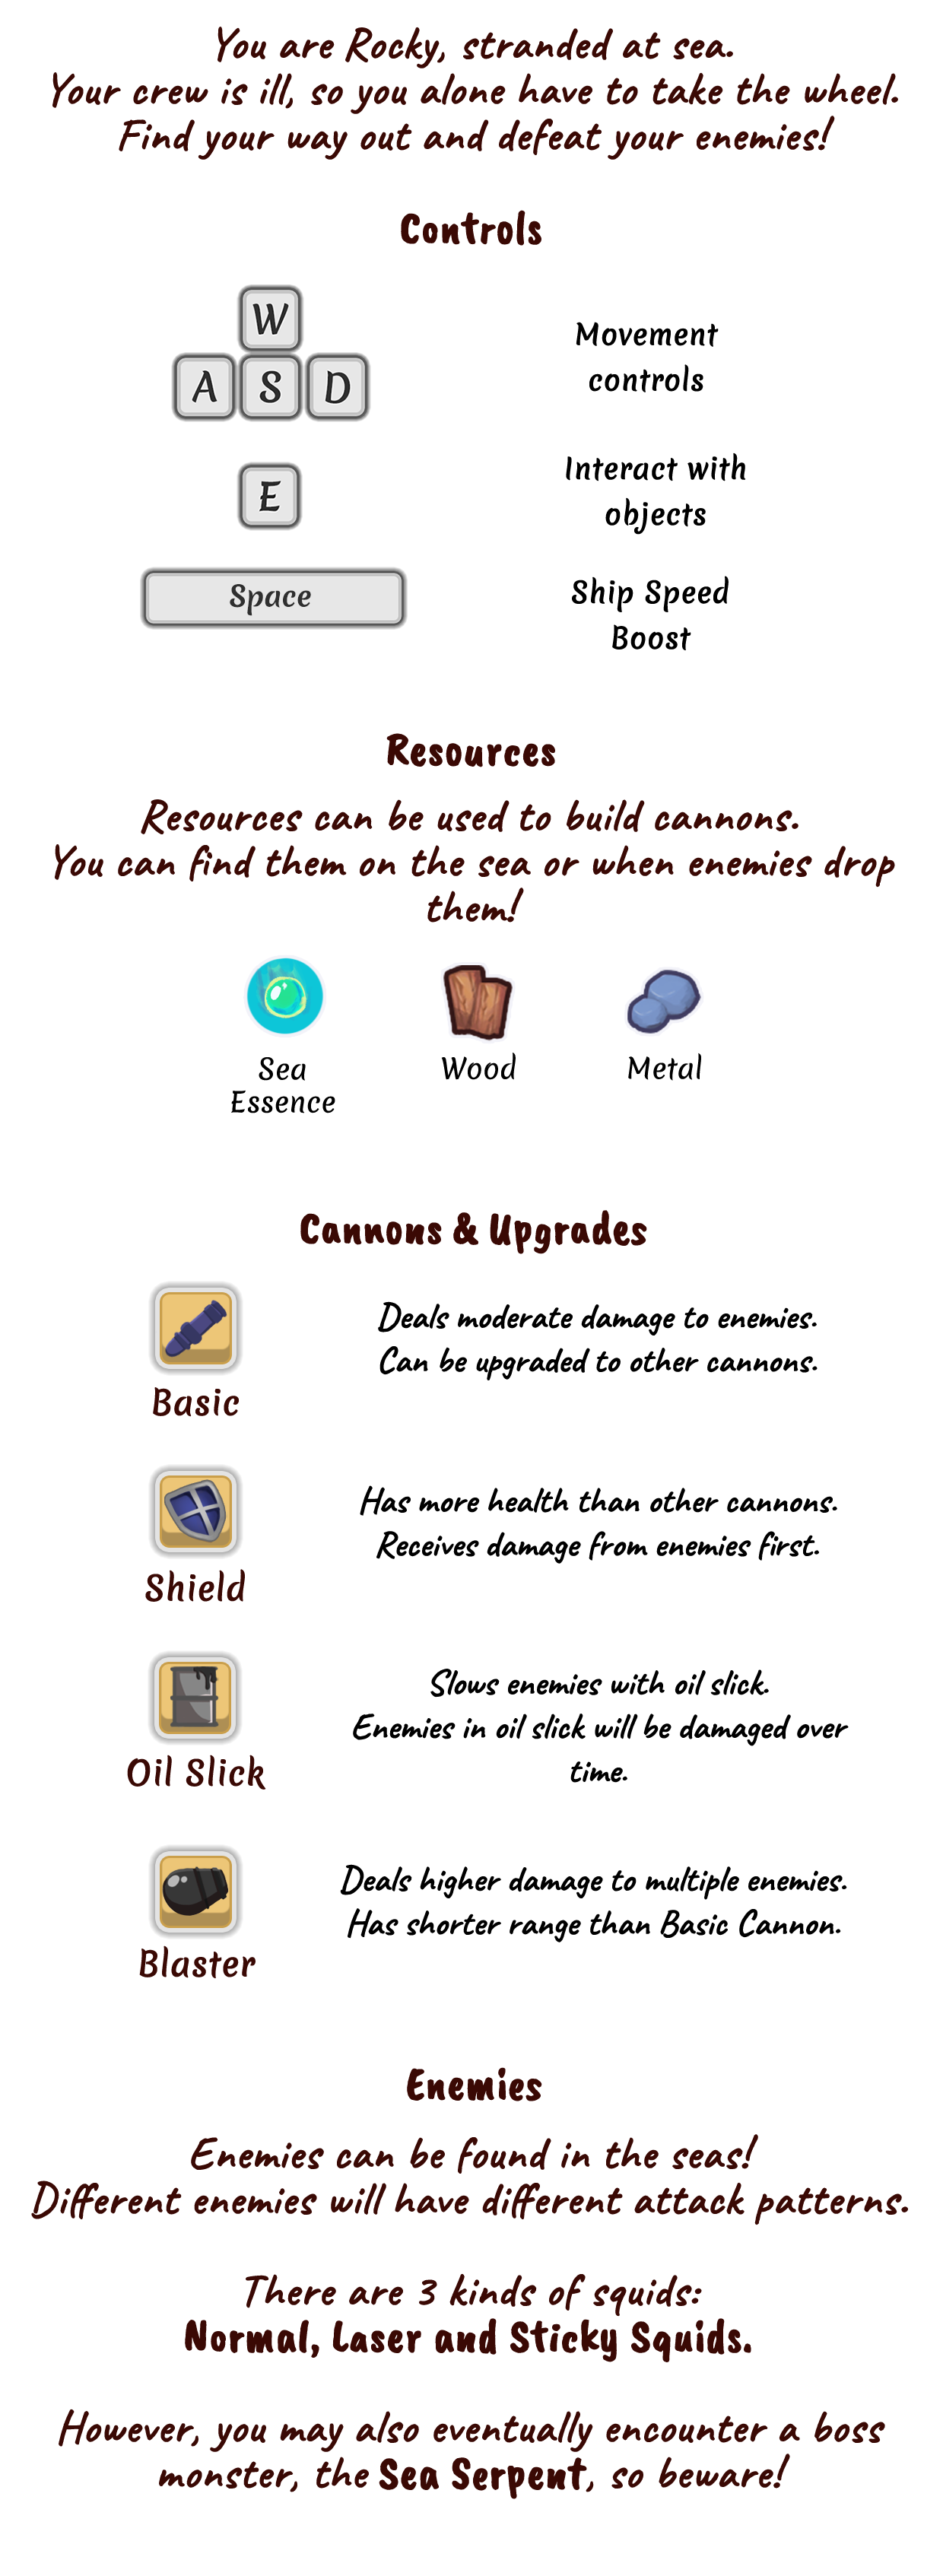 You are Rocky, stranded at sea.
Your crew is ill, so you alone have to take the wheel.
Find your way out and defeat your enemies!
Controls
W
A S D
Movement
controls
E
Interact with
objects
Space
Ship Speed
Boost
Resources
Resources can be used to build cannons.
You can find them on the sea or when enemies drop
them!
Sea
Essence
Wood
Metal
Cannons & Upgrades
Basic
Deals moderate damage to enemies.
Can be upgraded to other cannons.
Shield
Has more health than other cannons.
Receives damage from enemies first.
Oil Slick
Slows enemies with oil slick.
Enemies in oil slick will be damaged over
time.
Blaster
Deals higher damage to multiple enemies.
Has shorter range than Basic Cannon.
Enemies
Enemies can be found in the seas!
Different enemies will have different attack patterns.
There are 3 kinds of squids:
Normal, Laser and Sticky Squids.
However, you may also eventually encounter a boss
monster, the Sea Serpent, so beware!